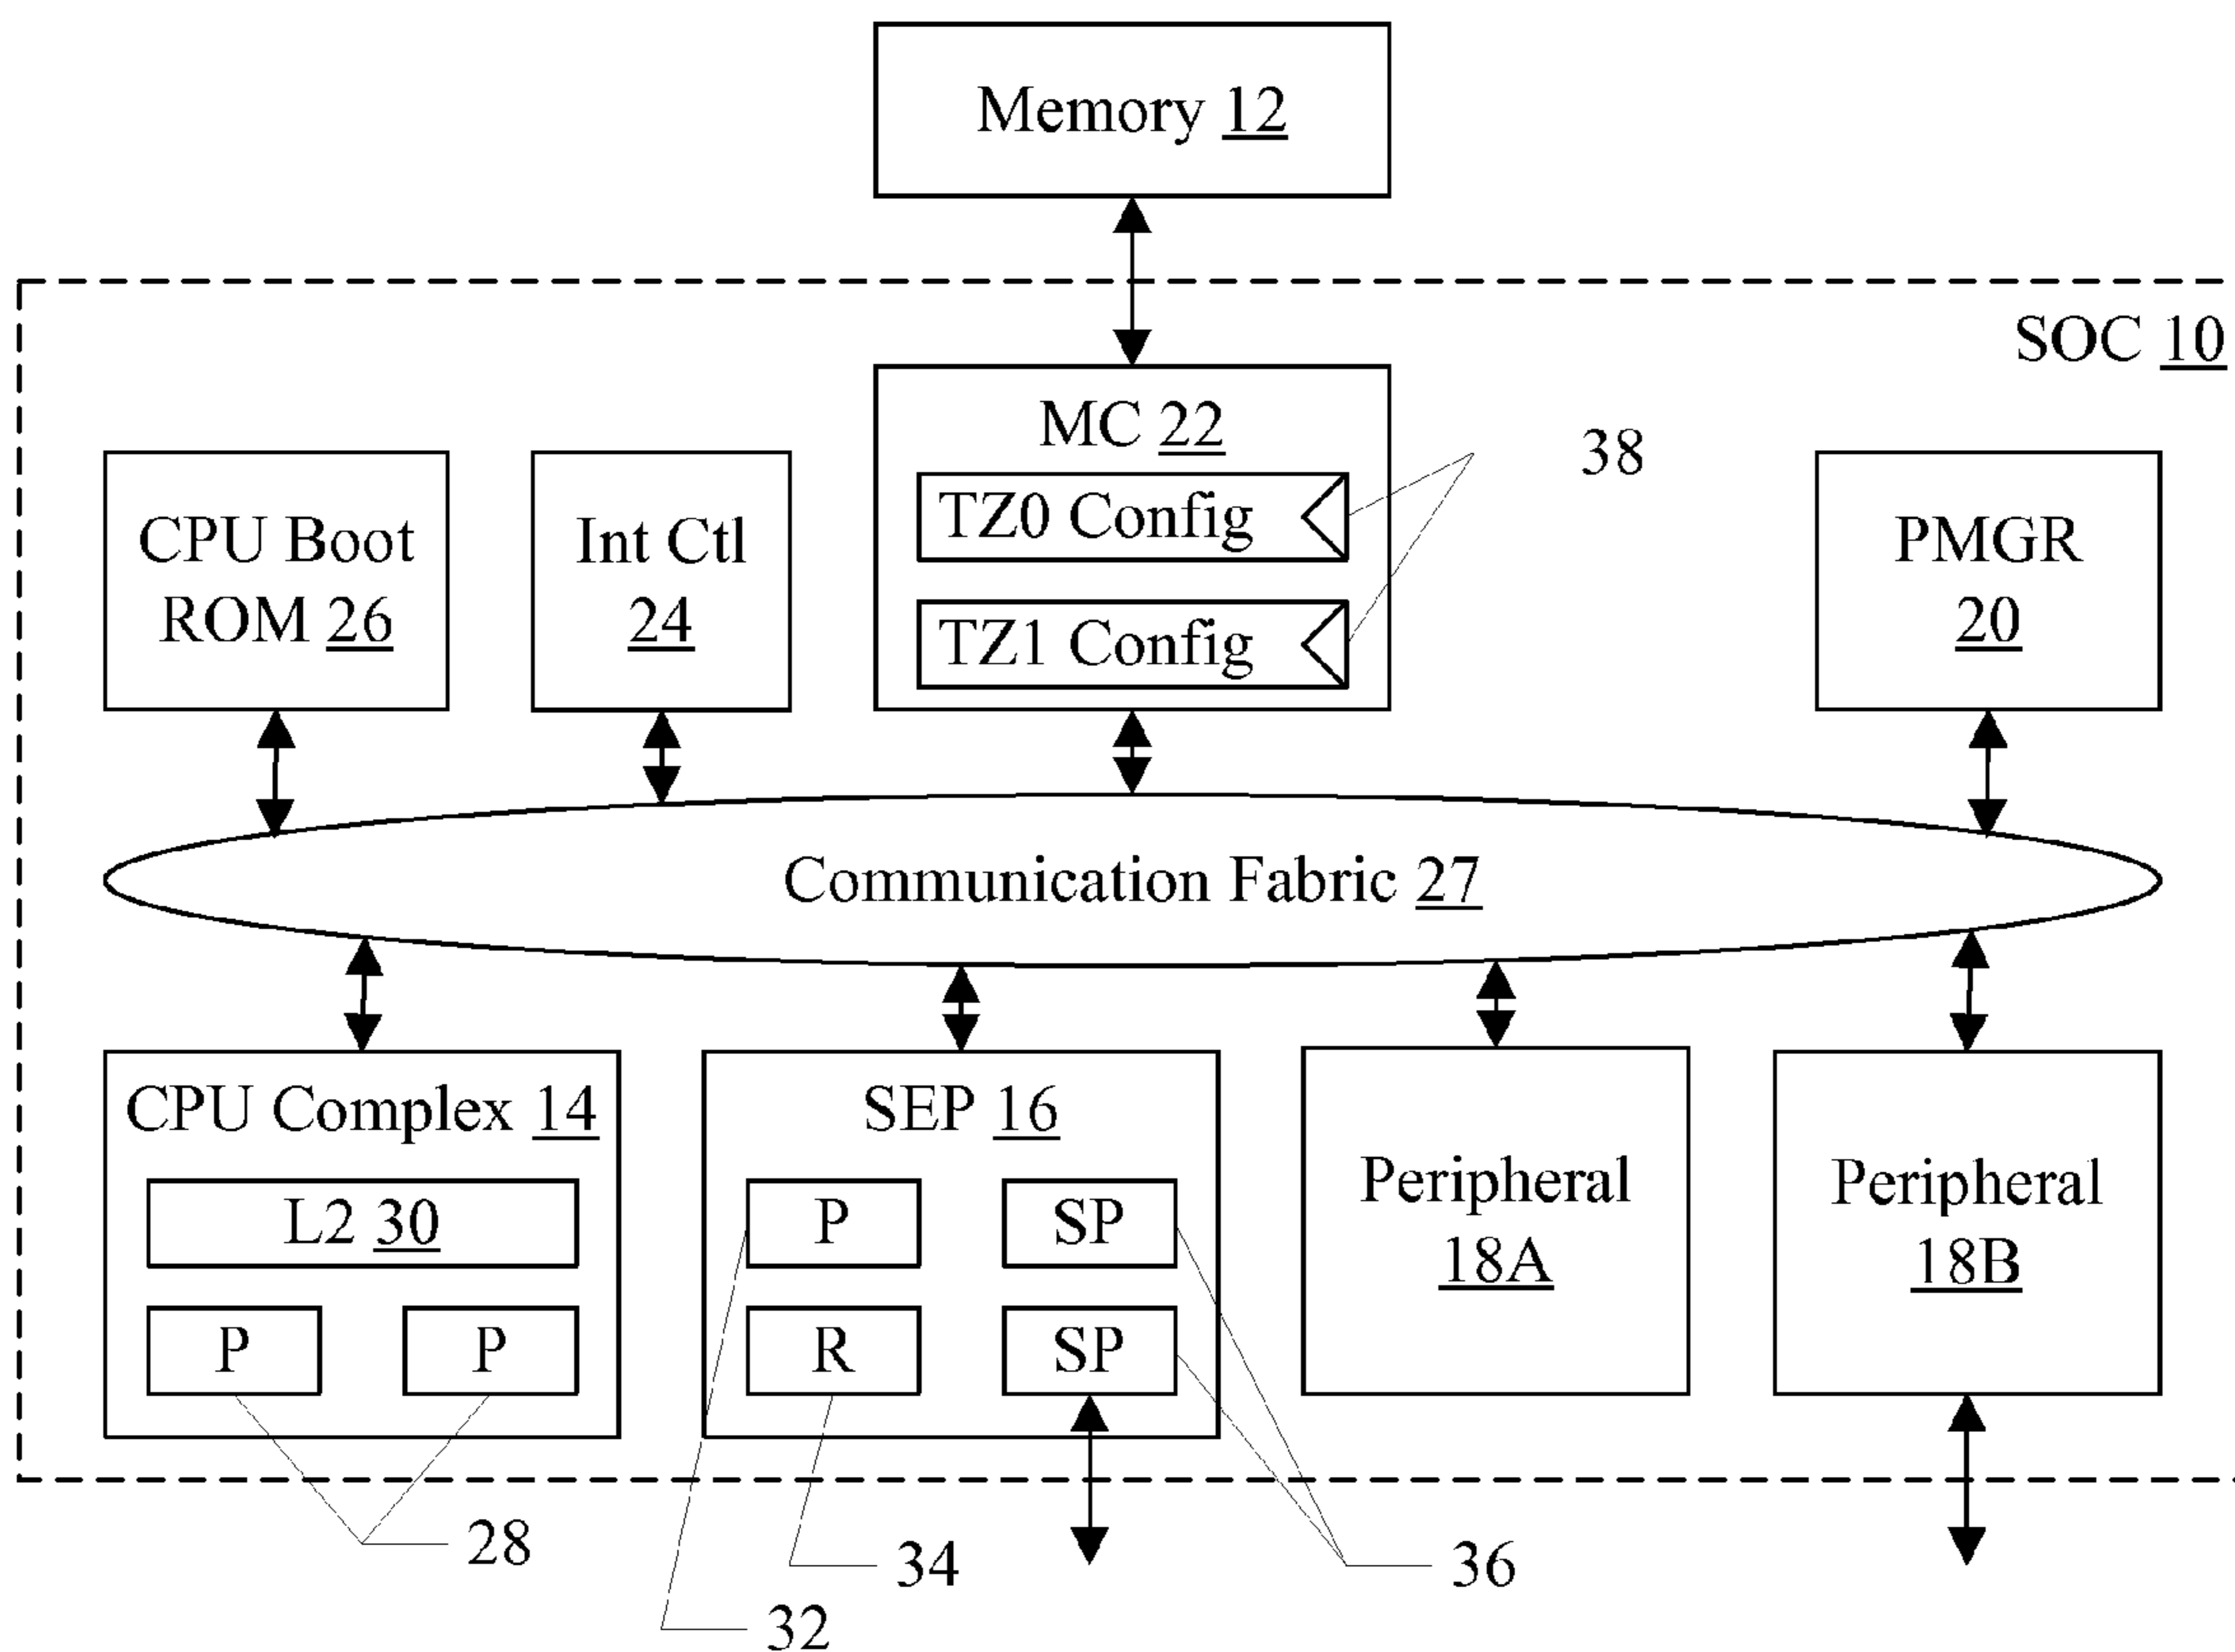 Memory 12
SOC 10
MC 22
38
TZ0 Config
TZ1 Config
CPU Boot
ROM 26
Int Ctl
24
PMGR
20
Communication Fabric 27
CPU Complex 14
L2 30
P
P
SEP 16
P
SP
R
SP
Peripheral
18A
Peripheral
18B
28
34
36
32